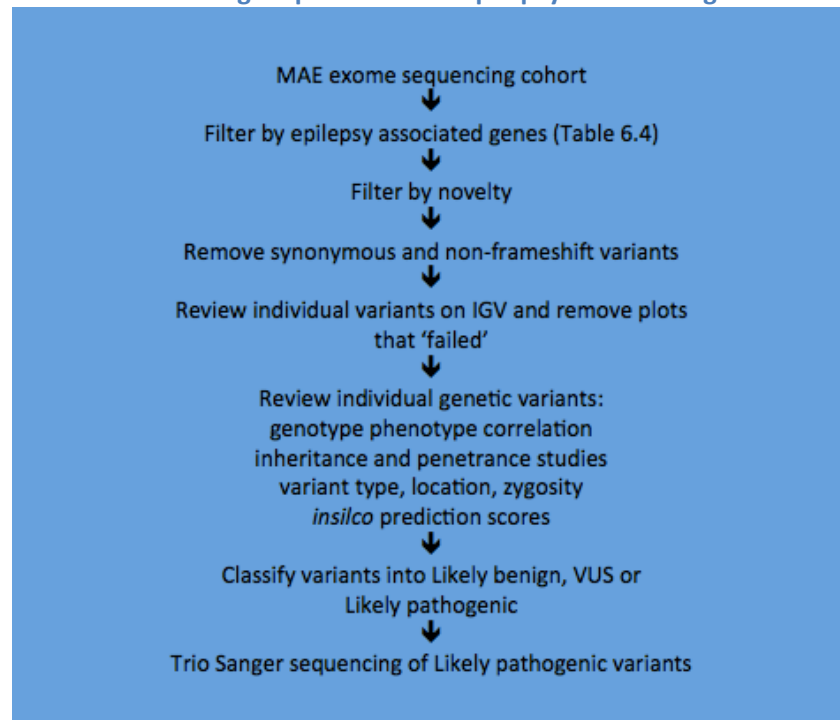 MAE exome sequencing cohort
Filter by epilepsy associated genes (Table 6.4)
Filter by novelty
Remove synonymous and non-frameshift variants
Review individual variants on IGV and remove plots
that ‘failed’
Review individual genetic variants:
genotype phenotype correlation
inheritance and penetrance studies
variant type, location, zygosity
insilco prediction scores
Classify variants into Likely benign, VUS or
Likely pathogenic
Trio Sanger sequencing of Likely pathogenic variants